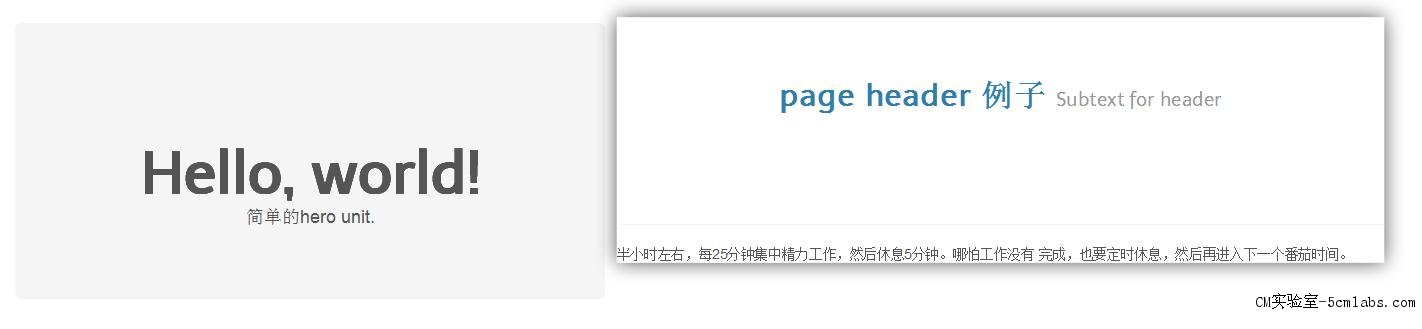 Hello, world!
简单的hero unit.
page header 例子 Subtext for header
半小时左右，每25分钟集中精力工作，然后休息5分钟。哪怕工作没有 完成，也要定时休息，然后再进入下一个番茄时间。
CM实验室-5cmlabs.com